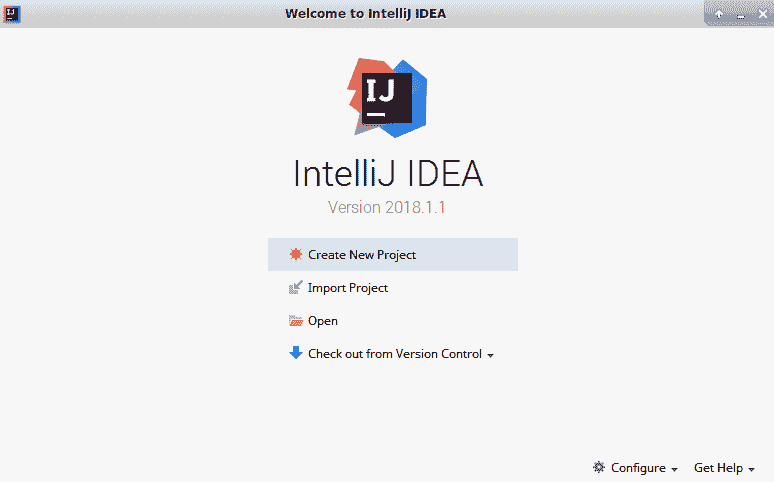 IJ
Welcome to IntelliJ IDEA
IJ
IntelliJ IDEA
Version 2018.1.1
Create New Project
Import Project
Open
Check out from Version Control
Configure
Get Help